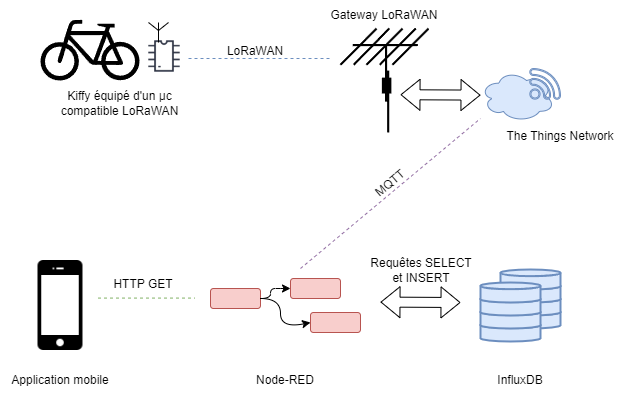 Gateway LoRaWAN
LoRaWAN
Kiffy équipé d'un µc
compatible LoRaWAN
The Things Network
MQTT
Requêtes SELECT
et INSERT
HTTP GET
Application mobile
Node-RED
InfluxDB